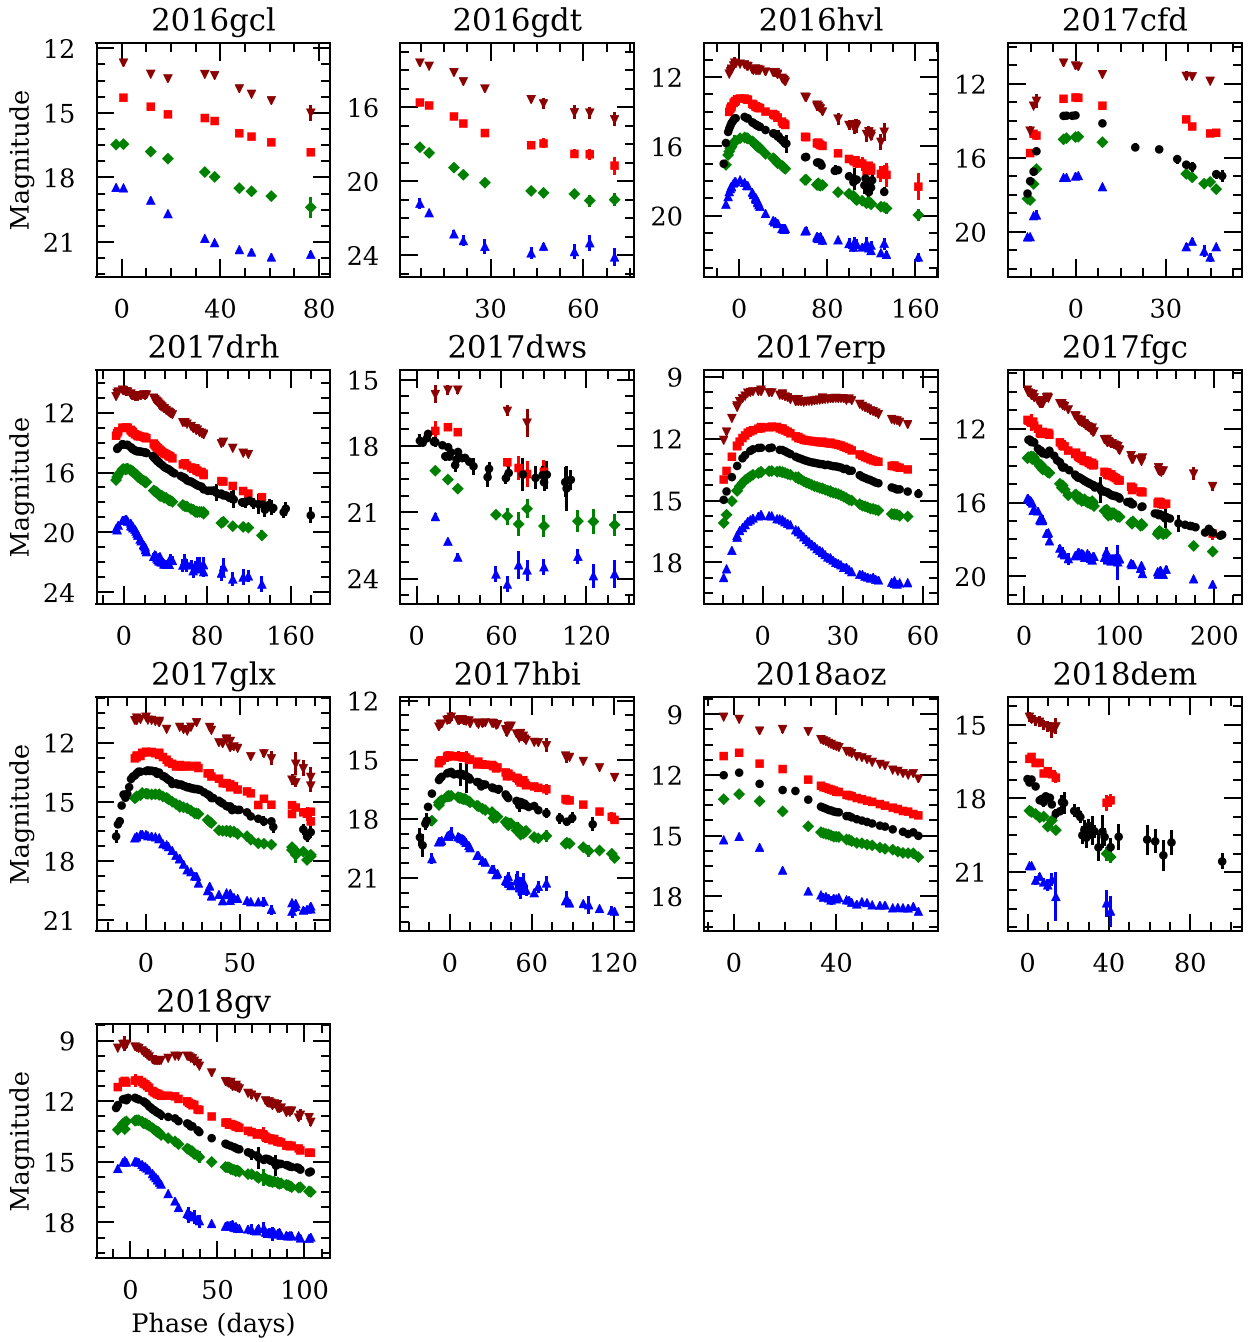 2016gcl 2016gdt 2016hvl 2017cfd
Magnitude
12
15
18
21
0 40 80
16
20
24
30 60
12
16
20
0 80 160
12
16
20
0 30
2017drh 2017dws 2017erp 2017fgc
Magnitude
12
16
20
24
0 80 160
15
18
21
24
0 60 120
9
12
15
18
0 30 60
12
16
20
0 100 200
2017glx 2017hbi 2018aoz 2018dem
Magnitude
12
15
18
21
0 50
12
15
18
21
0 60 120
9
12
15
18
0 40
15
18
21
0 40 80
2018gv
Magnitude
9
12
15
18
0 50 100
Phase (days)